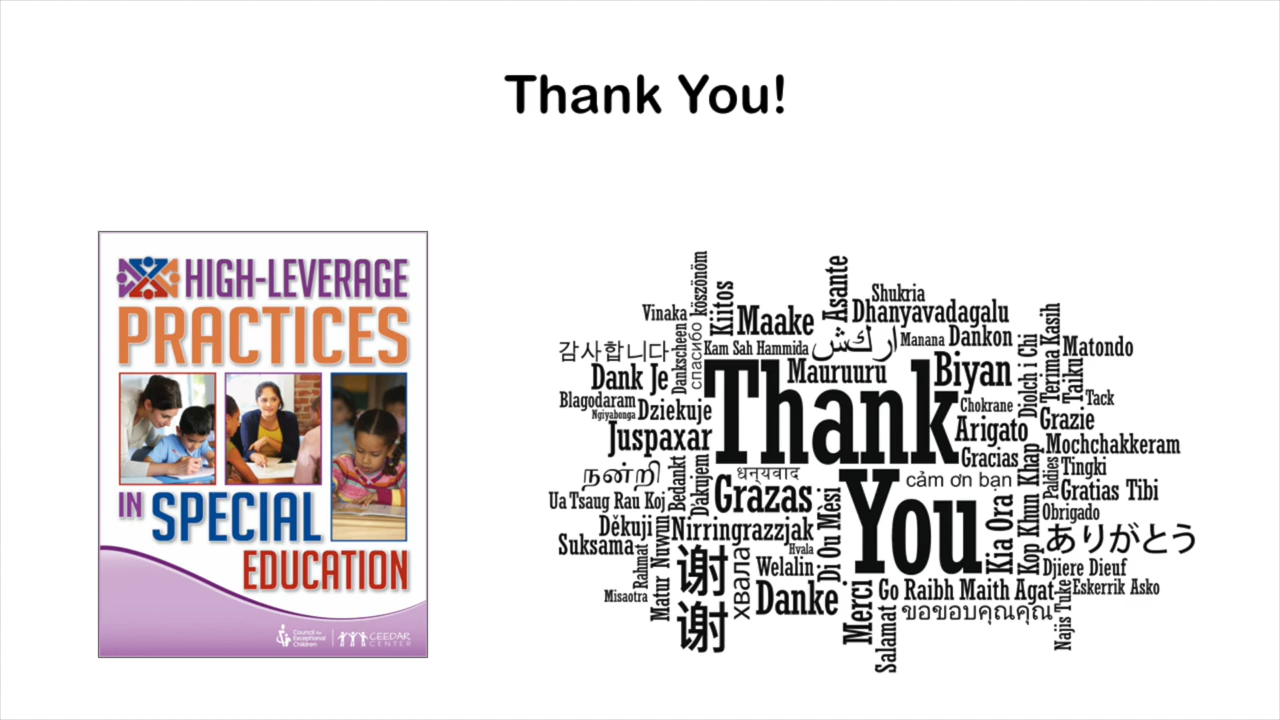 Thank You!
HIGH-LEVERAGE
PRACTICES
IN SPECIAL
EDUCATION
Council for
Exceptional
Children
CEEDAR
CENTER
köszönöm
Kiitos
Asante
Shukria
Vinaka
Maake
Dhanyavadagalu
Terima Kasih
감사합니다
Dankscheen
спасибо
Kam Sah Hammida
Manana
Dankon
Diolch i Chi
Matondo
Dank Je
Mauruuru
Biyan
Taiku
Tack
Blagodaram
Ngiyabonga
Dziekuje
Thank
Chokrane
Grazie
Juspaxar
Arigato
Mochchakkeram
நன்றி
Bedankt
Dakujem
Gracias
Kop Khun Khap
Paldies
Tingki
Ua Tsaug Rau Koj
Grazas
cảm ơn bạn
Gratias Tibi
You
Kia Ora
Obrigado
Děkuji
Nirringrazzjak
Di Ou Mèsi
ありがとう
Suksama
Rahmat
Matur Nuwun
谢谢
хвала
Hvala
Welalin
Djiere Dieuf
Misaotra
Danke
Merci
Go Raibh Maith Agat
Najis Tuke
Eskerrik Asko
ขอขอบคุณคุณ
Salamat